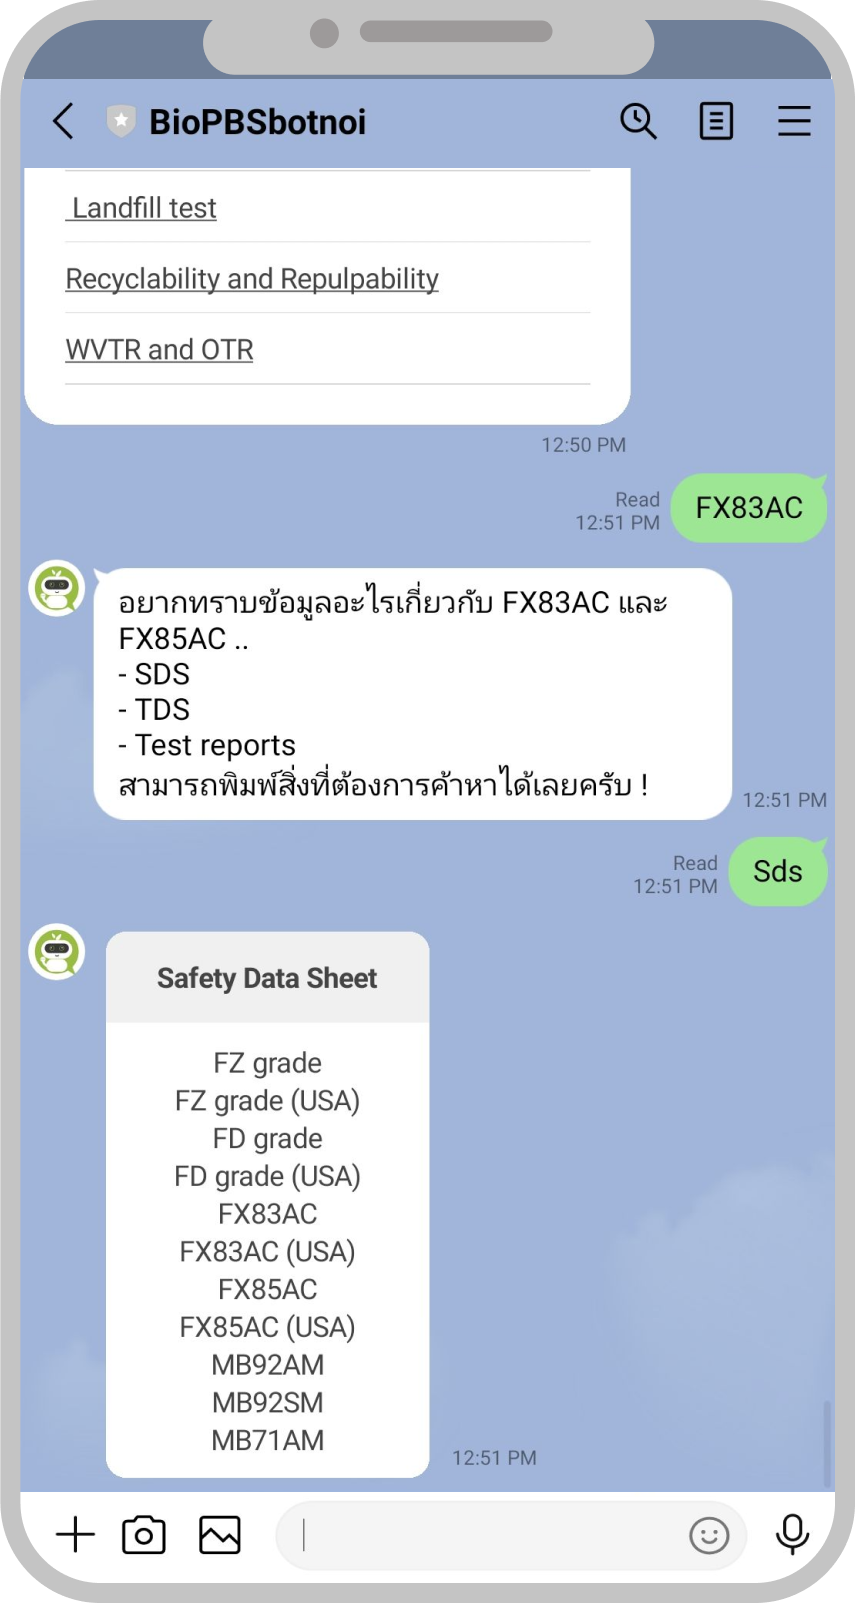 BioPBSbotnoi
Landfill test
Recyclability and Repulpability
WVTR and OTR
12:50 PM
Read
12:51 PM
FX83AC
อยากทราบข้อมูลอะไรเกี่ยวกับ FX83AC และ
FX85AC ..
- SDS
- TDS
- Test reports
สามารถพิมพ์สิ่งที่ต้องการค้าหาได้เลยครับ !
12:51 PM
Read
12:51 PM
Sds
Safety Data Sheet
FZ grade
FZ grade (USA)
FD grade
FD grade (USA)
FX83AC
FX83AC (USA)
FX85AC
FX85AC (USA)
MB92AM
MB92SM
MB71AM
12:51 PM